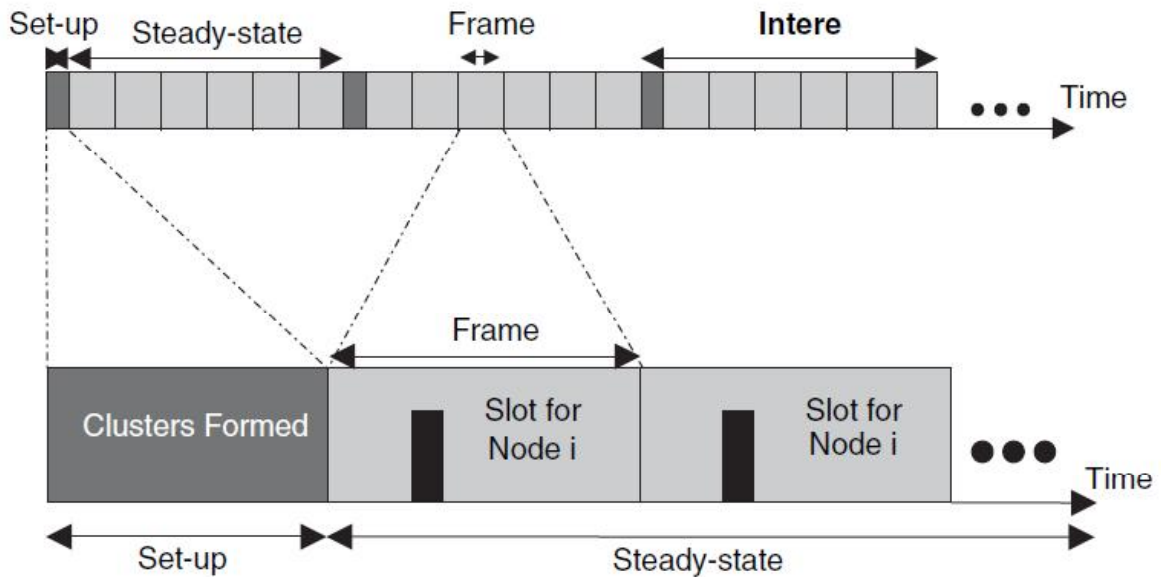 Set-up
Steady-state
Frame
Intere
Time
Frame
Clusters Formed
Slot for
Node i
Slot for
Node i
Time
Set-up
Steady-state